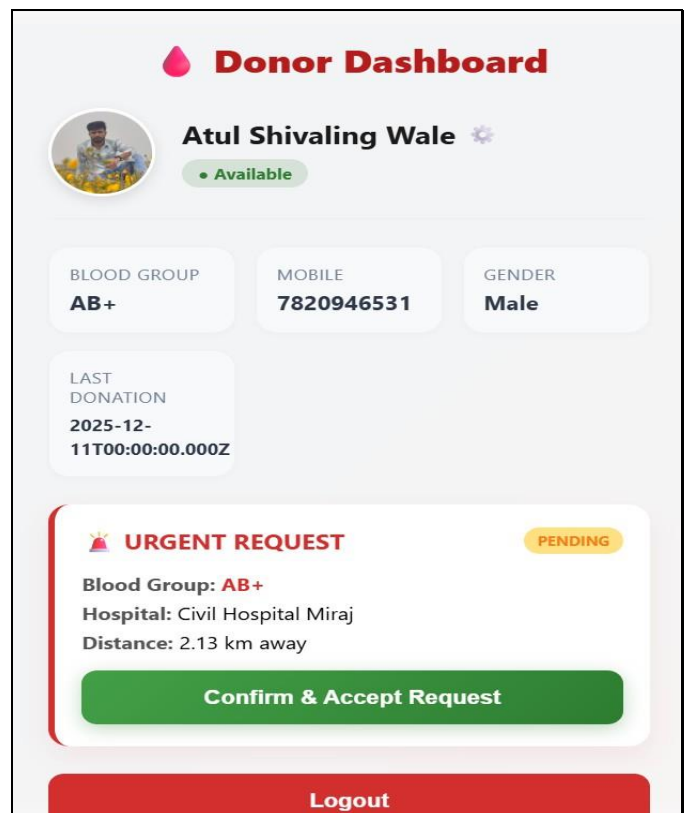 Donor Dashboard
Atul Shivaling Wale
• Available
BLOOD GROUP
AB+
MOBILE
7820946531
GENDER
Male
LAST
DONATION
2025-12-
11T00:00:00.000Z
URGENT REQUEST
PENDING
Blood Group: AB+
Hospital: Civil Hospital Miraj
Distance: 2.13 km away
Confirm & Accept Request
Logout